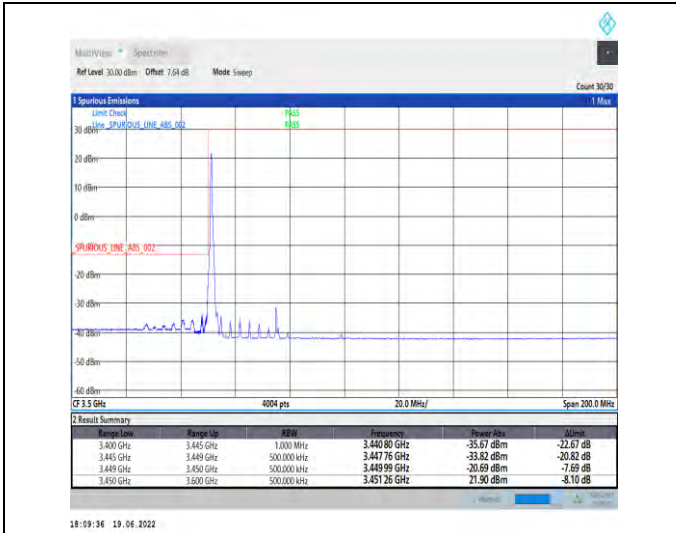 MultiView Spectrum
Ref Level 30.00 dBm Offset 7.64 dB Mode Sweep
Count 30/30
1 Spurious Emissions 1 Max
Limit Check PASS
Line _SPURIOUS_LINE_ABS_002 PASS
30 dBm
20 dBm
10 dBm
0 dBm
_SPURIOUS_LINE_ABS_002
-20 dBm
-30 dBm
-40 dBm
-50 dBm
-60 dBm
CF 3.5 GHz 4004 pts 20.0 MHz/ Span 200.0 MHz
2 Result Summary
Range Low Range Up RBW Frequency Power Abs ΔLimit
3.400 GHz 3.445 GHz 1.000 MHz 3.440 80 GHz -35.67 dBm -22.67 dB
3.445 GHz 3.449 GHz 500.000 kHz 3.447 76 GHz -33.82 dBm -20.82 dB
3.449 GHz 3.450 GHz 500.000 kHz 3.449 99 GHz -20.69 dBm -7.69 dB
3.450 GHz 3.600 GHz 500.000 kHz 3.451 26 GHz 21.90 dBm -8.10 dB
18:09:36 19.06.2022